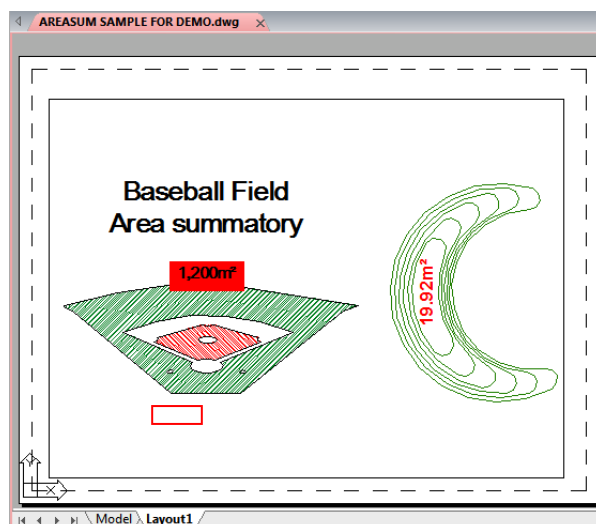 AREASUM SAMPLE FOR DEMO.dwg
Baseball Field
Area summatory
1,200m²
19.92m²
Y
X
Model
Layout1